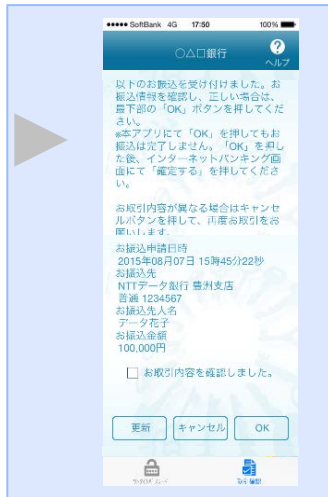 SoftBank 4G 17:50 100%
○△□銀行
?
ヘルプ
以下のお振込を受け付けました。お
振込情報を確認し、正しい場合は、
最下部の「OK」ボタンを押してくだ
さい。
※本アプリにて「OK」を押してもお
振込は完了しません。「OK」を押し
た後、インターネットバンキング画
面にて「確定する」を押してくださ
い。
お取引内容が異なる場合はキャンセ
ルボタンを押して、再度お取引をお
願いします。
お振込申請日時
2015年08月07日 15時45分22秒
お振込先
NTTデータ銀行 豊洲支店
普通 1234567
お振込先人名
データ花子
お振込金額
100,000円
お取引内容を確認しました。
更新 キャンセル OK
取引確認